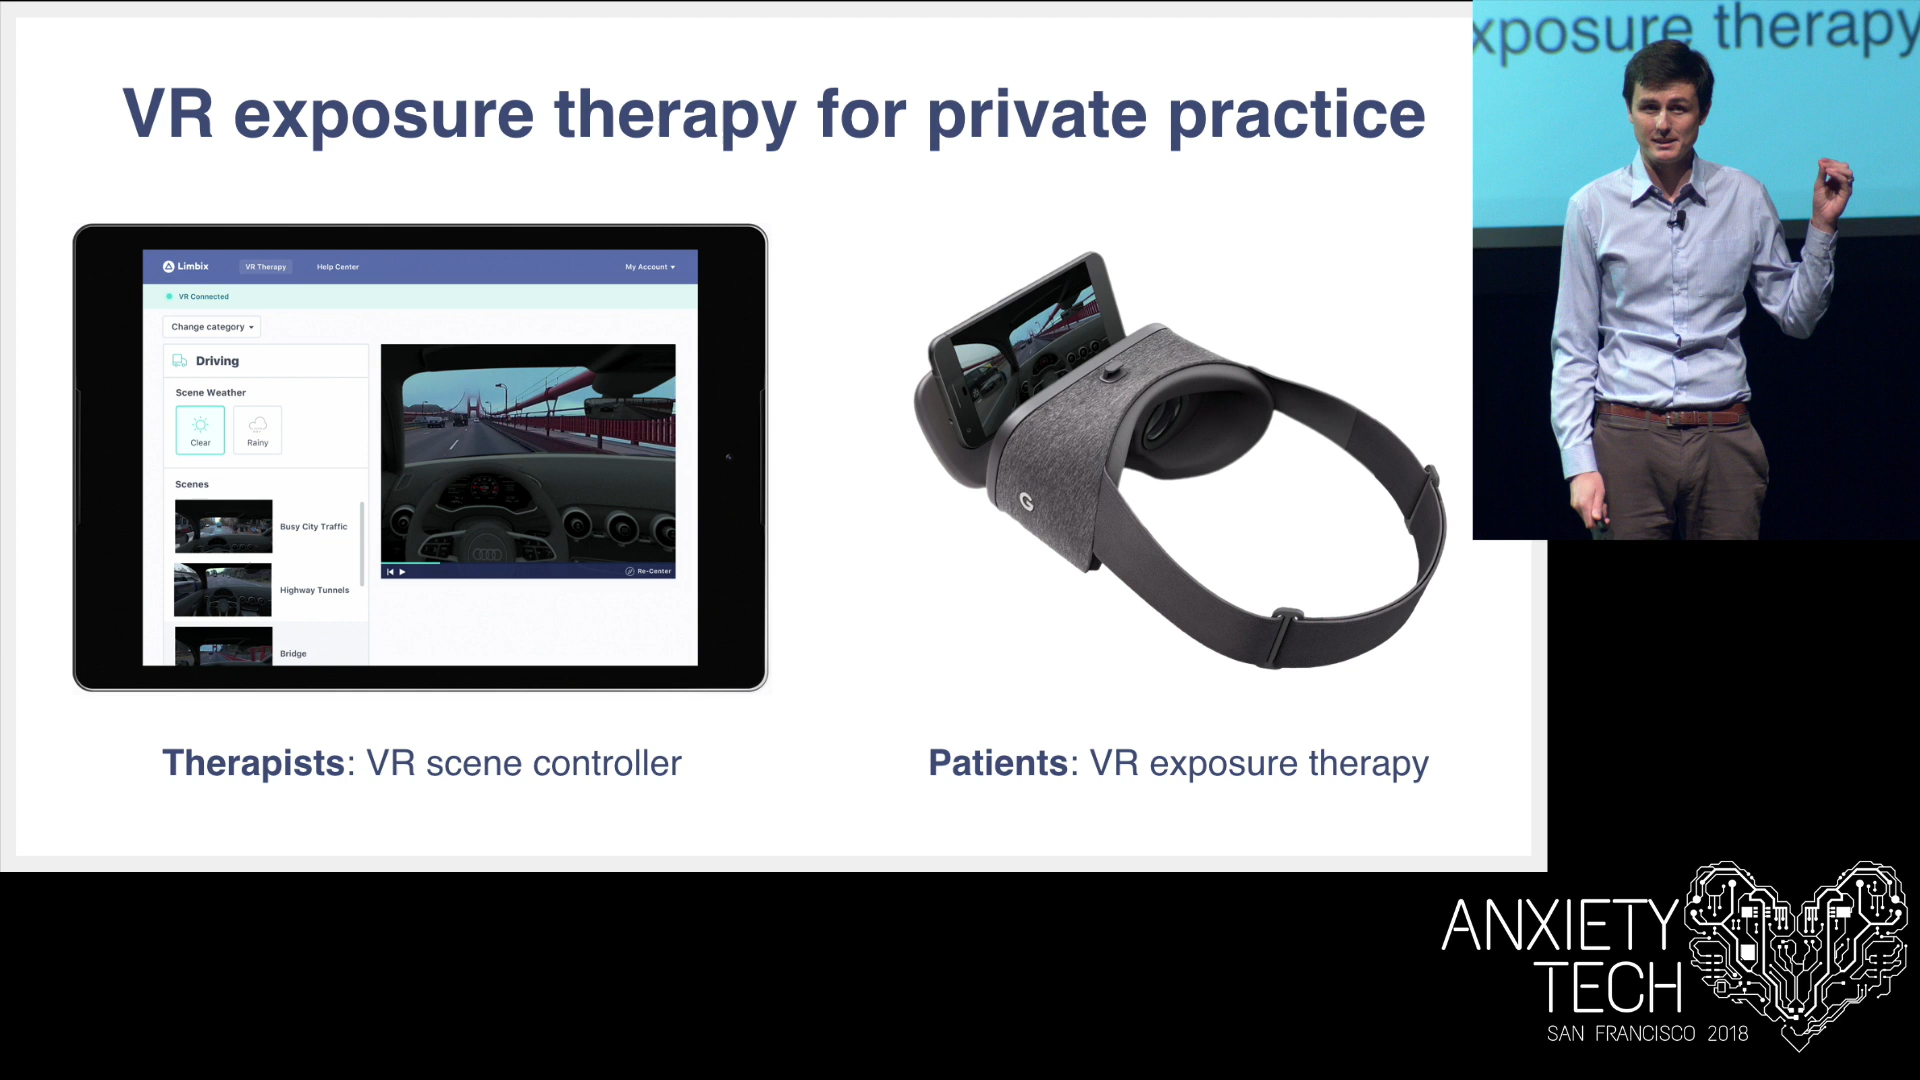 VR exposure therapy for private practice
Limbix
VR Therapy
Help Center
My Account
VR Connected
Change category
Driving
Scene Weather
Clear
Rainy
Scenes
Busy City Traffic
Highway Tunnels
Bridge
Re-Center
G
Therapists: VR scene controller
Patients: VR exposure therapy
xposure therapy
ANXIETY
TECH
SAN FRANCISCO 2018